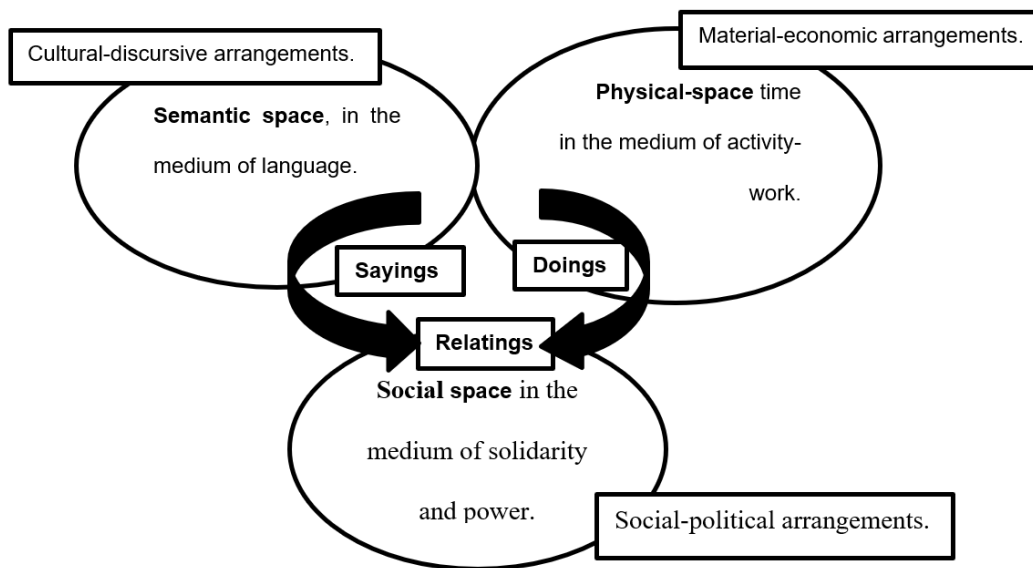 Cultural-discursive arrangements.
Semantic space, in the
medium of language.
Sayings
Material-economic arrangements.
Physical-space time
in the medium of activity-
work.
Doings
Relatings
Social space in the
medium of solidarity
and power.
Social-political arrangements.